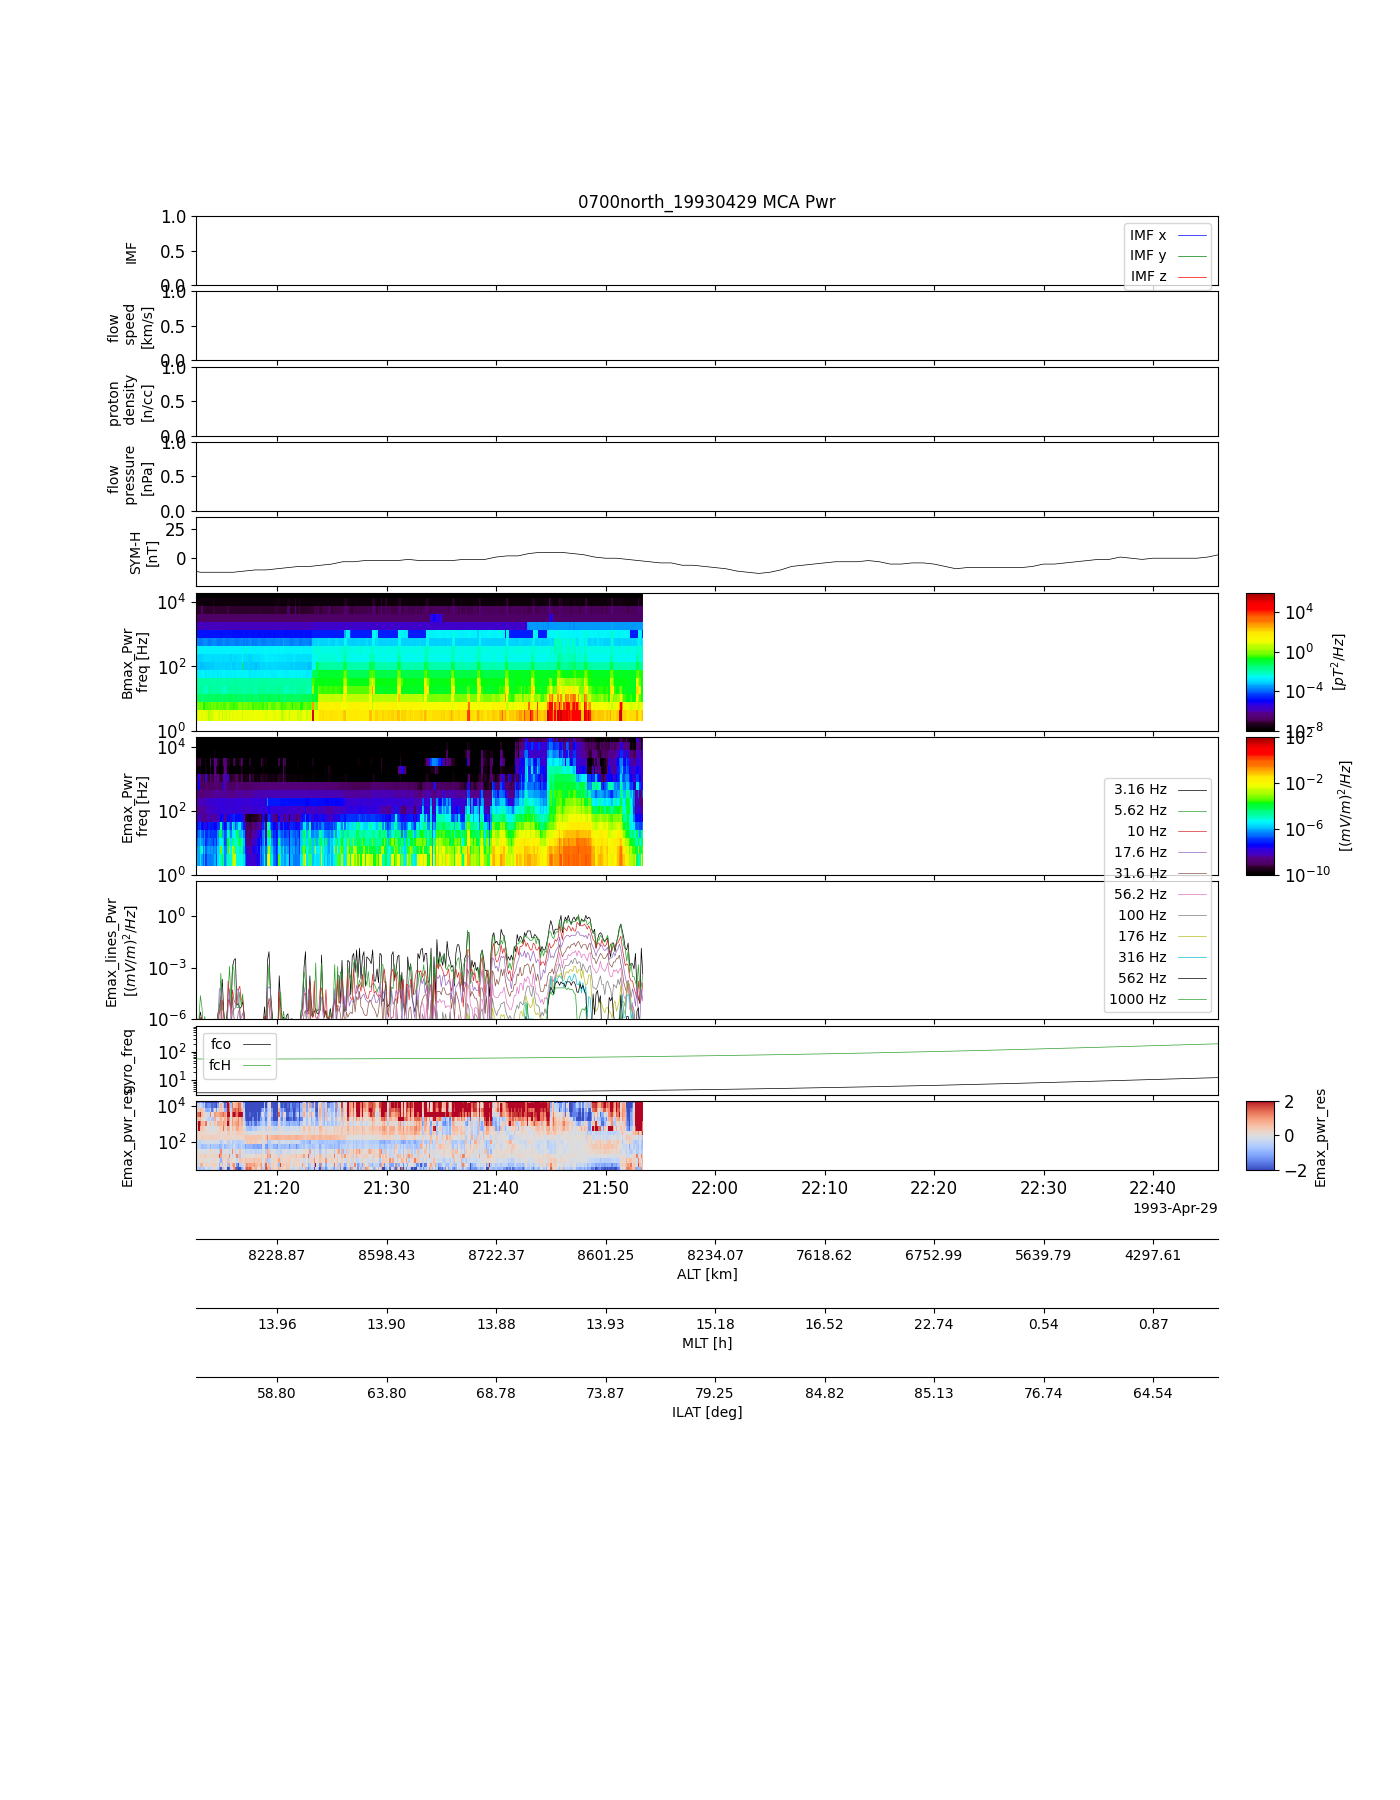 0700north_19930429 MCA Pwr
1.0
0.5
0.0
IMF
IMF x
IMF y
IMF z
1.0
0.5
0.0
flow
speed
[km/s]
1.0
0.5
0.0
proton
density
[n/cc]
1.0
0.5
0.0
flow
pressure
[nPa]
25
0
SYM-H
[nT]
10^4
10^2
10^0
Bmax_Pwr
freq [Hz]
10^4
10^0
10^-4
10^-8
[pT^2/Hz]
10^4
10^2
10^0
Emax_Pwr
freq [Hz]
10^2
10^-2
10^-6
10^-10
[(mV/m)^2/Hz]
3.16 Hz
5.62 Hz
10 Hz
17.6 Hz
31.6 Hz
56.2 Hz
100 Hz
176 Hz
316 Hz
562 Hz
1000 Hz
10^0
10^-3
10^-6
Emax_lines_Pwr
[(mV/m)^2/Hz]
10^2
10^1
gyro_freq
fco
fcH
10^4
10^2
Emax_pwr_res
2
0
−2
Emax_pwr_res
21:20 21:30 21:40 21:50 22:00 22:10 22:20 22:30 22:40
1993-Apr-29
8228.87 8598.43 8722.37 8601.25 8234.07 7618.62 6752.99 5639.79 4297.61
ALT [km]
13.96 13.90 13.88 13.93 15.18 16.52 22.74 0.54 0.87
MLT [h]
58.80 63.80 68.78 73.87 79.25 84.82 85.13 76.74 64.54
ILAT [deg]